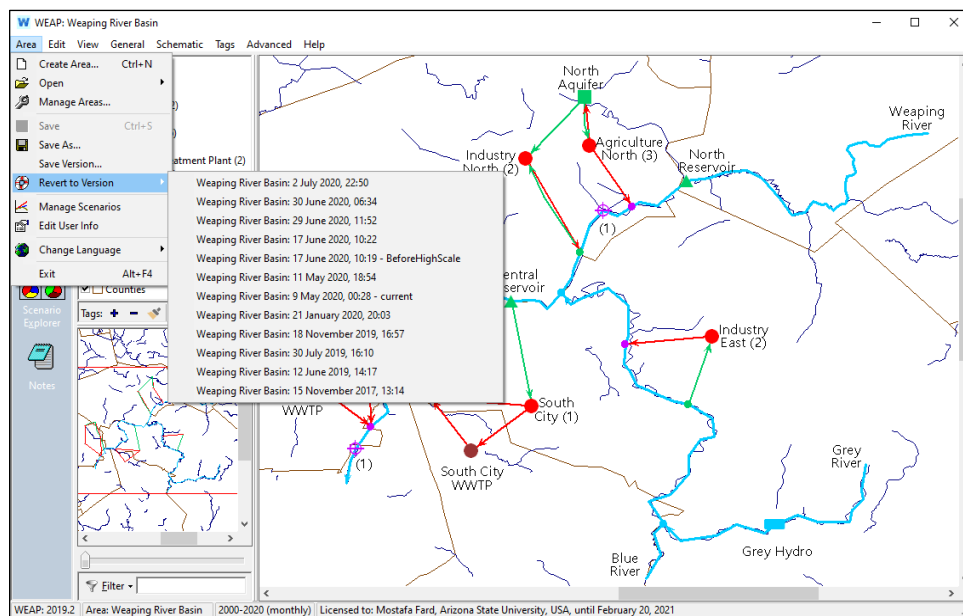 WEAP: Weaping River Basin
Area Edit View General Schematic Tags Advanced Help
Create Area... Ctrl+N
Open
Manage Areas...
Save Ctrl+S
Save As...
Save Version...
Revert to Version
Manage Scenarios
Edit User Info
Change Language
Exit Alt+F4
2)
)
eatment Plant (2)
Weaping River Basin: 2 July 2020, 22:50
Weaping River Basin: 30 June 2020, 06:34
Weaping River Basin: 29 June 2020, 11:52
Weaping River Basin: 17 June 2020, 10:22
Weaping River Basin: 17 June 2020, 10:19 - BeforeHighScale
Weaping River Basin: 11 May 2020, 18:54
Weaping River Basin: 9 May 2020, 00:28 - current
Weaping River Basin: 21 January 2020, 20:03
Weaping River Basin: 18 November 2019, 16:57
Weaping River Basin: 30 July 2019, 16:10
Weaping River Basin: 12 June 2019, 14:17
Weaping River Basin: 15 November 2017, 13:14
Counties
Scenario
Explorer
Tags:
Notes
Filter
North
Aquifer
Weaping
River
Agriculture
North (3)
Industry
North (2)
North
Reservoir
(1)
entral
servoir
Industry
East (2)
South
City (1)
WWTP
(1)
South City
WWTP
Grey
River
Grey Hydro
Blue
River
WEAP: 2019.2 Area: Weaping River Basin 2000-2020 (monthly) Licensed to: Mostafa Fard, Arizona State University, USA, until February 20, 2021